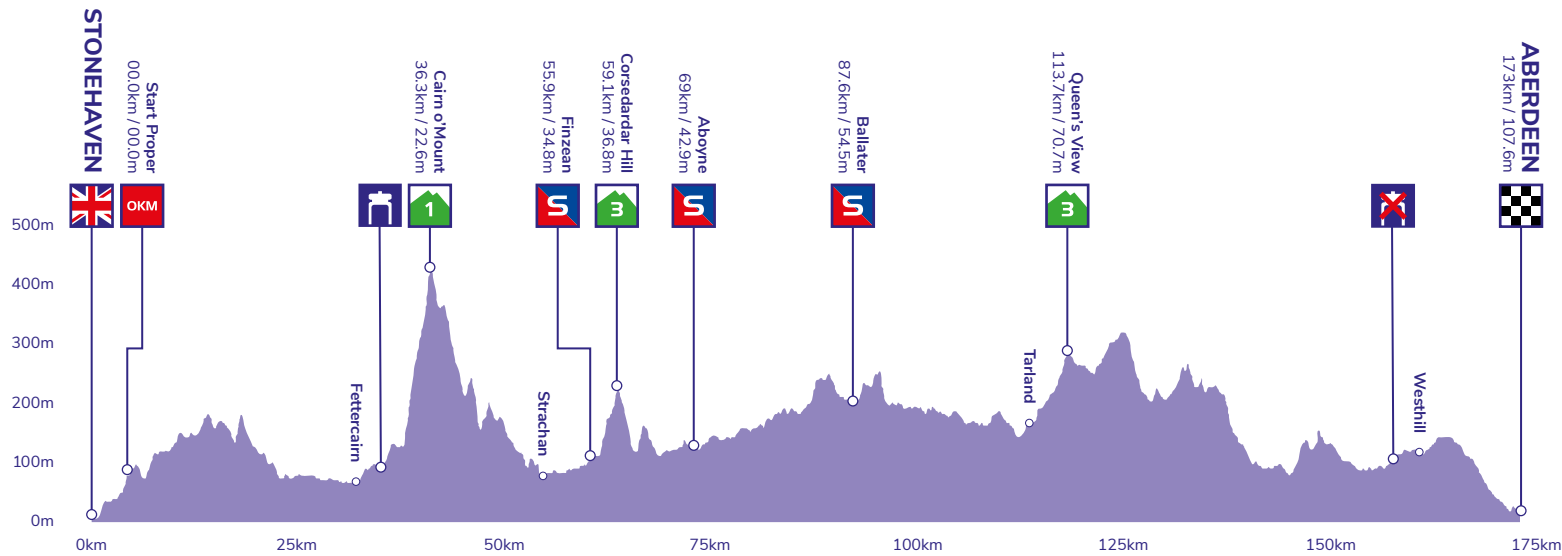 STONEHAVEN
Start Proper
00.0km / 00.0m
OKM
Cairn o'Mount
36.3km / 22.6m
1
Finzean
55.9km / 34.8m
S
Corsedardar Hill
59.1km / 36.8m
3
Aboyne
69km / 42.9m
S
Ballater
87.6km / 54.5m
S
Queen's View
113.7km / 70.7m
3
ABERDEEN
173km / 107.6m
500m
400m
300m
200m
100m
0m
Fettercairn
Strachan
Tarland
Westhill
0km
25km
50km
75km
100km
125km
150km
175km